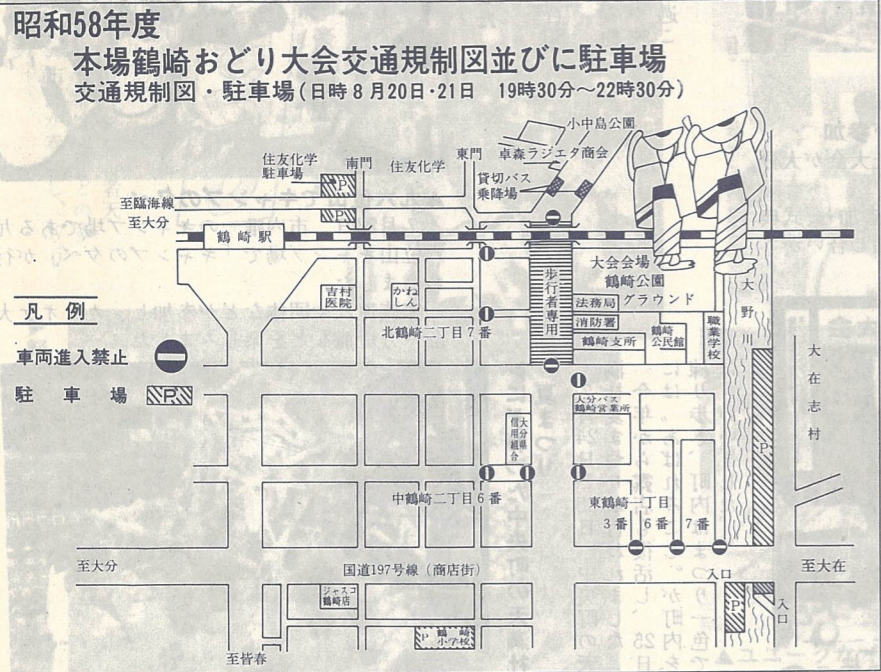 昭和58年度
本場鶴崎おどり大会交通規制図並びに駐車場
交通規制図・駐車場(日時8月20日・21日 19時30分～22時30分)
小中島公園
卓森ラジエタ商会
貸切バス
乗降場
住友化学
駐車場
南門
住友化学
東門
P
P
至臨海線
至大分
鶴崎駅
大会会場
鶴崎公園
グラウンド
大野川
歩行者専用
法務局
消防署
鶴崎支所
鶴崎
公民館
職業学校
吉村
医院
かね
しん
北鶴崎二丁目7番
凡例
車両進入禁止
駐車場 P
大在志村
大分バス
鶴崎営業所
大分県
信用組合
P
中鶴崎二丁目6番
東鶴崎一丁目
3番 6番 7番
至大分
国道197号線(商店街)
入口
至大在
ジャスコ
鶴崎店
P 鶴崎
小学校
P
入口
至皆春